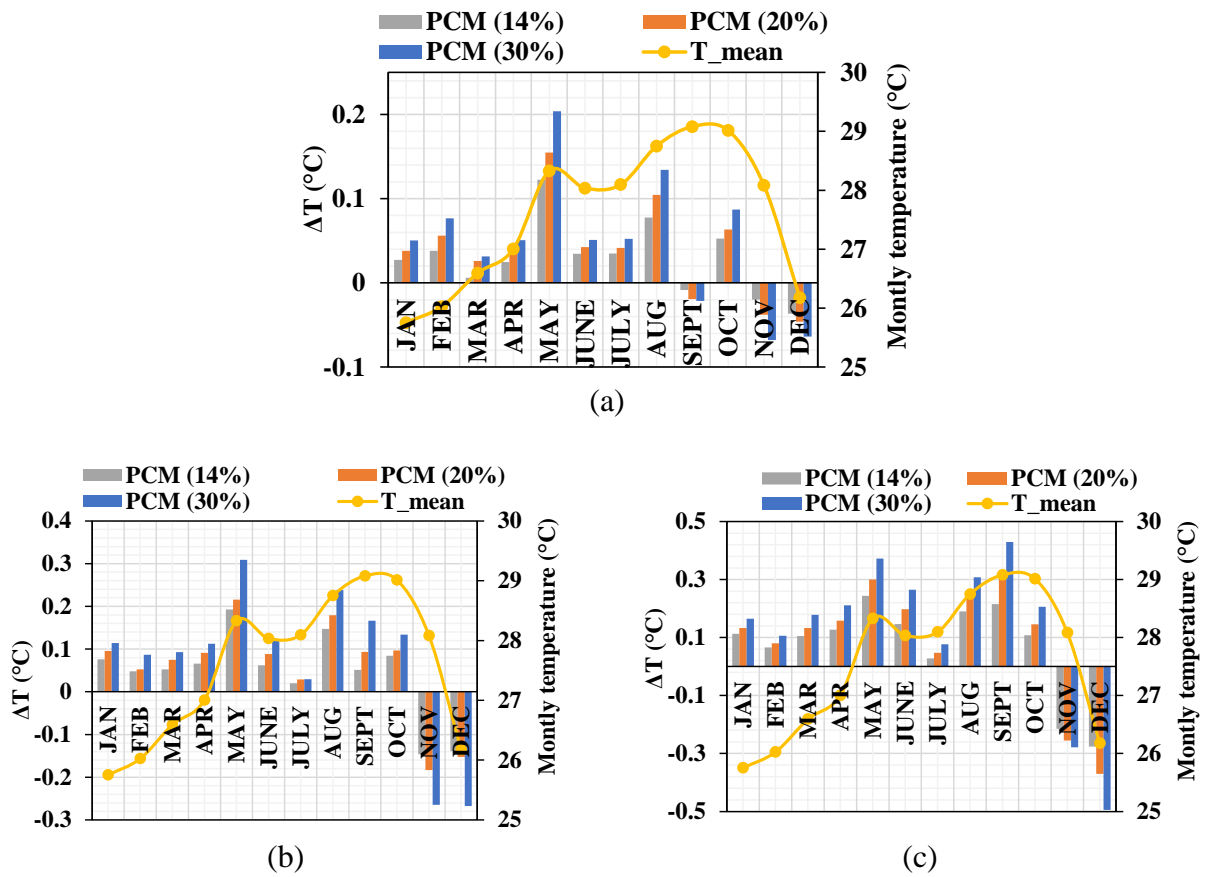 PCM (14%) PCM (20%)
PCM (30%) T_mean
ΔT (°C)
0.2
0.1
0
-0.1
JAN FEB MAR APR MAY JUNE JULY AUG SEPT OCT NOV DEC
30
29
28
27
26
25
Montly temperature (°C)
(a)
PCM (14%) PCM (20%)
PCM (30%) T_mean
ΔT (°C)
0.4
0.3
0.2
0.1
0
-0.1
-0.2
-0.3
JAN FEB MAR APR MAY JUNE JULY AUG SEPT OCT NOV DEC
30
29
28
27
26
25
Montly temperature (°C)
(b)
PCM (14%) PCM (20%)
PCM (30%) T_mean
ΔT (°C)
0.5
0.3
0.1
-0.1
-0.3
-0.5
JAN FEB MAR APR MAY JUNE JULY AUG SEPT OCT NOV DEC
30
29
28
27
26
25
Montly temperature (°C)
(c)